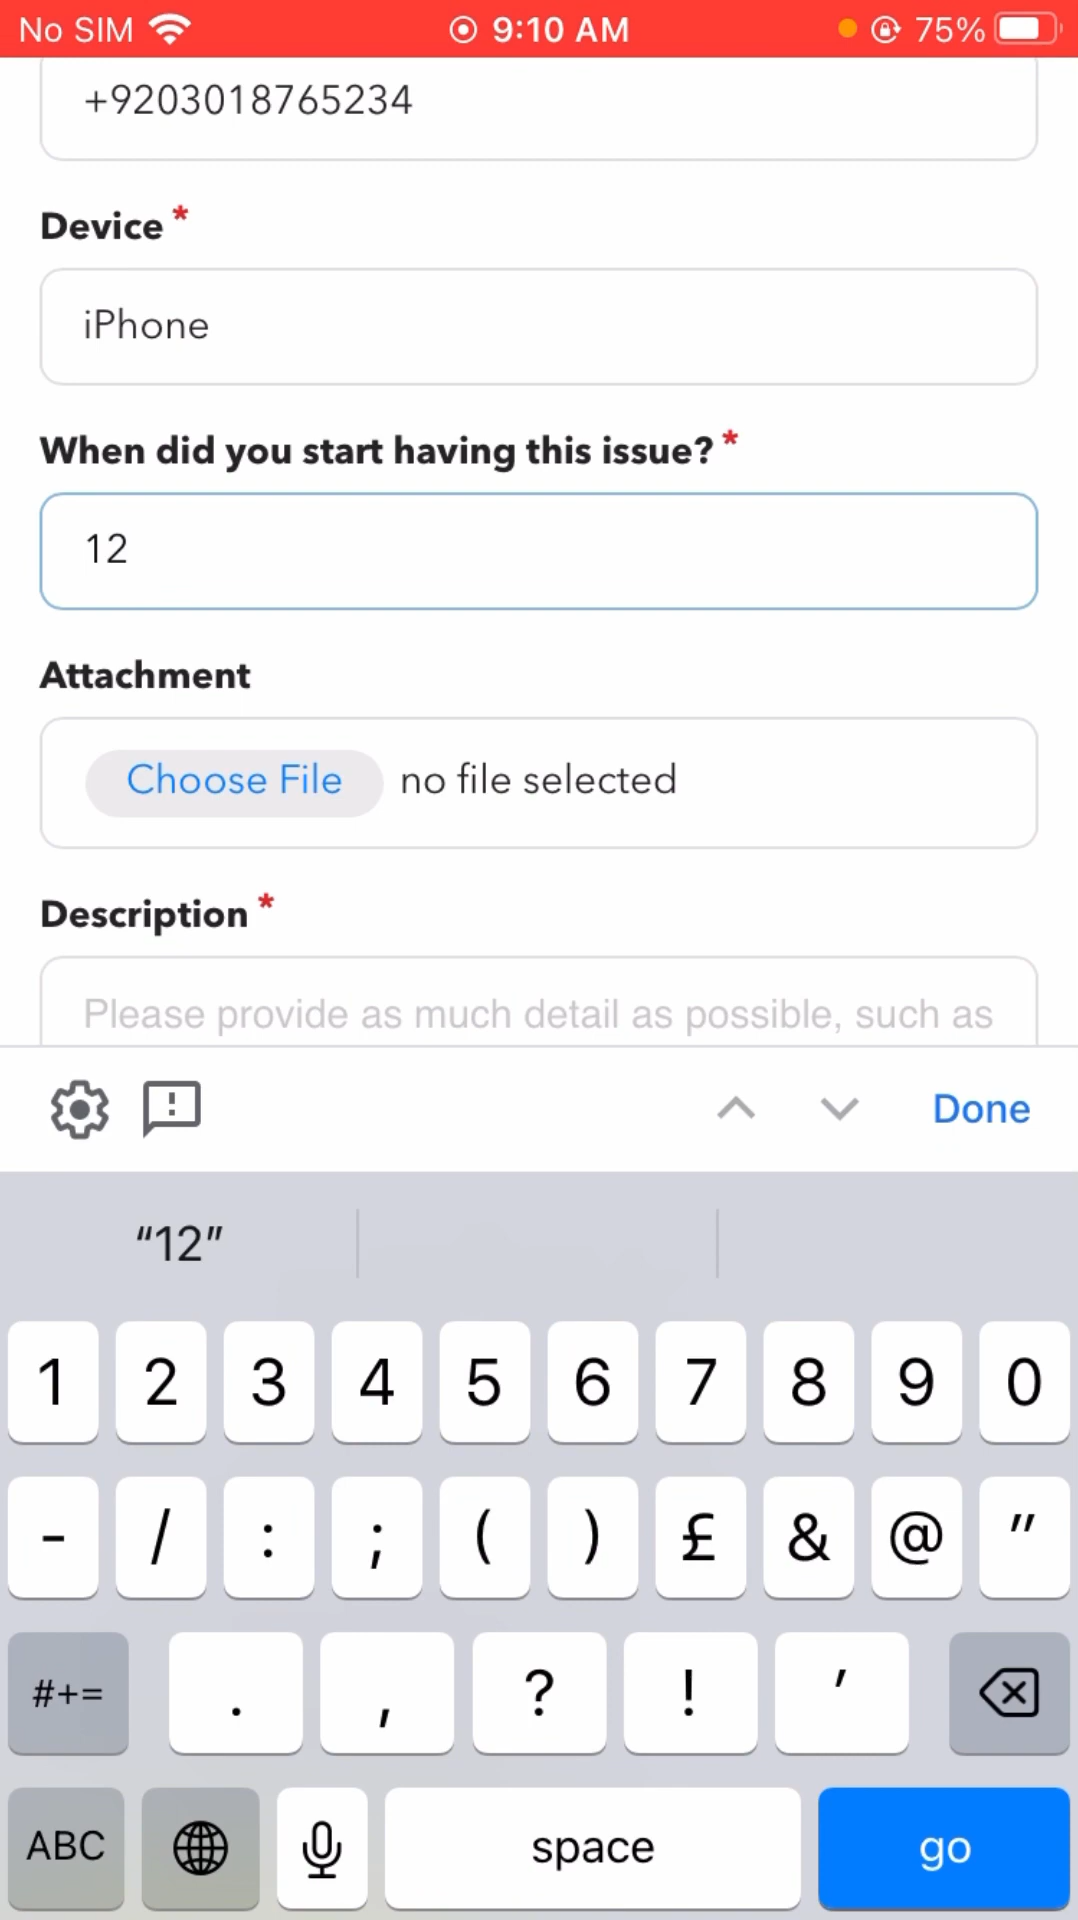 No SIM 9:10 AM 75%
+9203018765234
Device *
iPhone
When did you start having this issue? *
12
Attachment
Choose File no file selected
Description *
Please provide as much detail as possible, such as
Done
“12”
1 2 3 4 5 6 7 8 9 0
- / : ; ( ) £ & @ "
#+= . , ? ! '
ABC space go